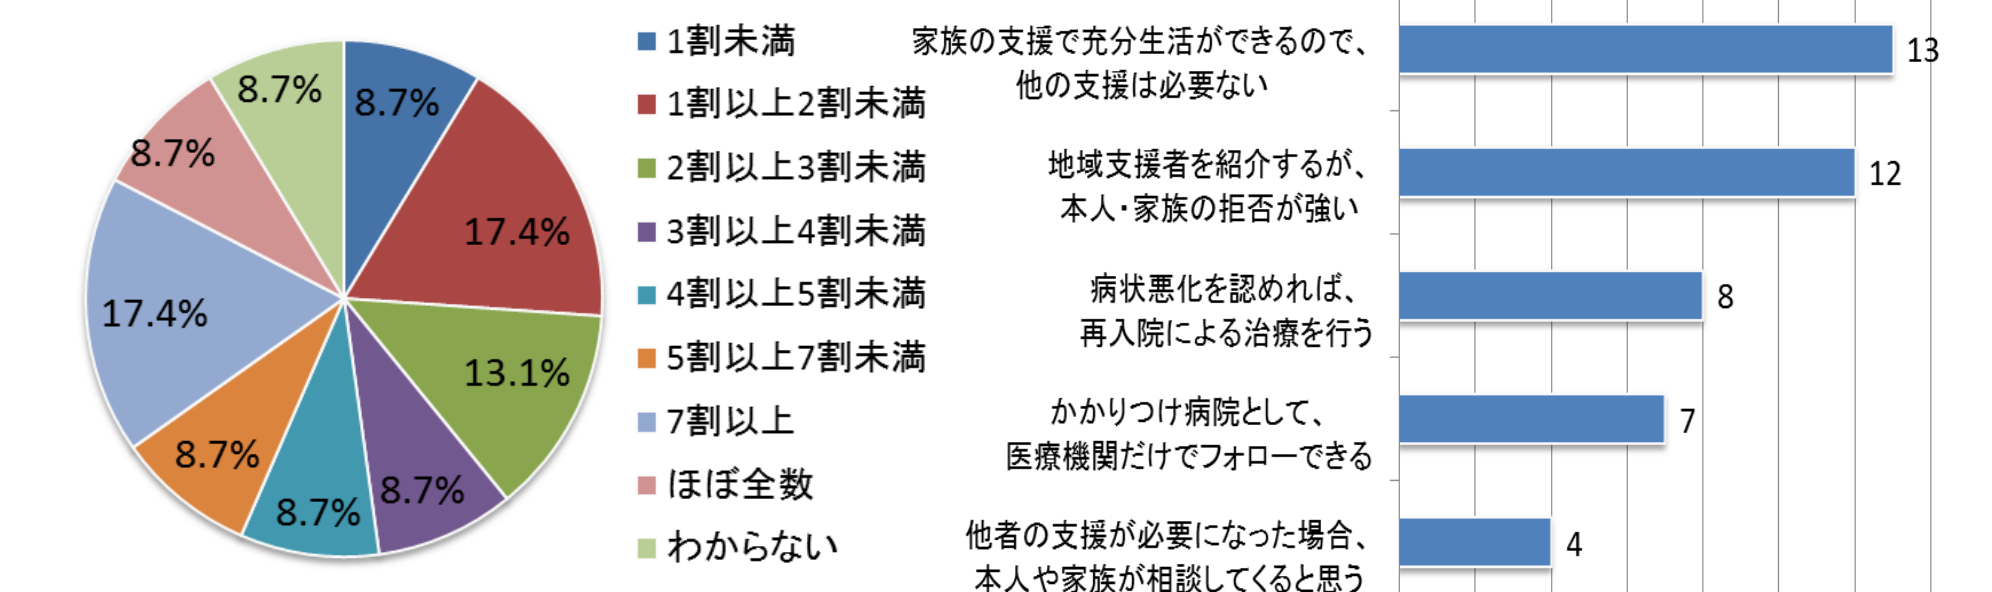 8.7%
17.4%
13.1%
8.7%
8.7%
8.7%
17.4%
8.7%
8.7%
1割未満
1割以上2割未満
2割以上3割未満
3割以上4割未満
4割以上5割未満
5割以上7割未満
7割以上
ほぼ全数
わからない
家族の支援で充分生活ができるので、
他の支援は必要ない
13
地域支援者を紹介するが、
本人・家族の拒否が強い
12
病状悪化を認めれば、
再入院による治療を行う
8
かかりつけ病院として、
医療機関だけでフォローできる
7
他者の支援が必要になった場合、
本人や家族が相談してくると思う
4